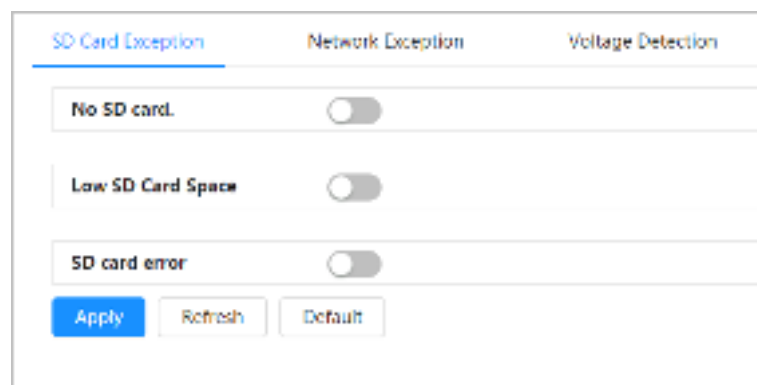 SD Card Exception Network Exception Voltage Detection
No SD card.
Low SD Card Space
SD card error
Apply Refresh Default